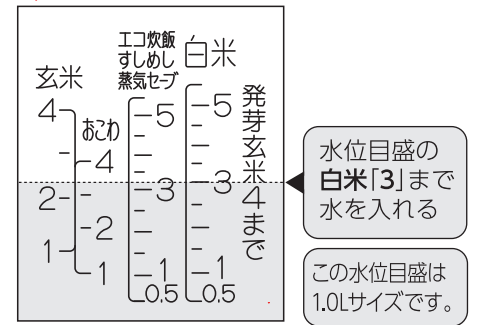 玄米
4
2
1
おこわ
4
2
1
エコ炊飯
すしめし
蒸気セーブ
5
3
1
0.5
白米
5
3
1
0.5
発芽玄米4まで
水位目盛の
白米「3」まで
水を入れる
この水位目盛は
1.0Lサイズです。